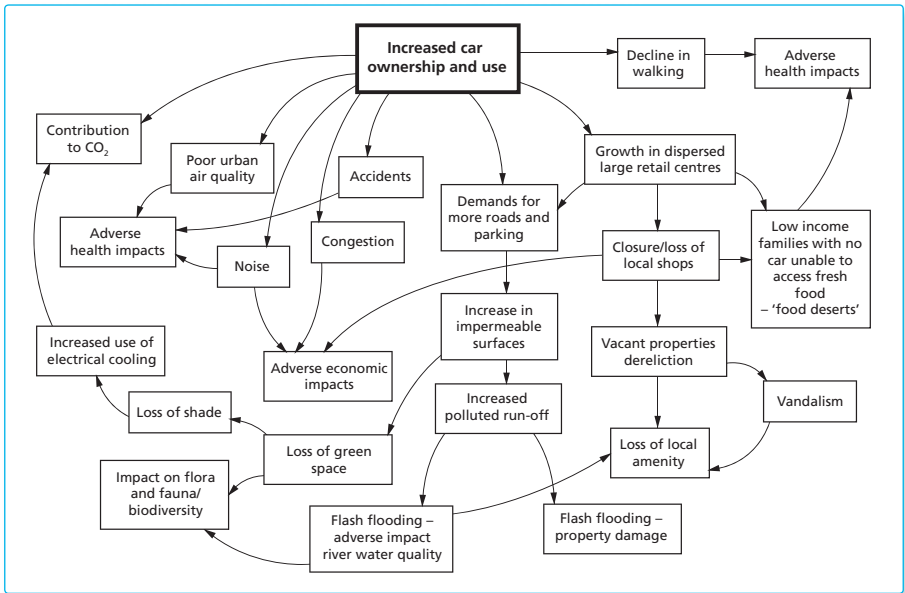 Increased car
ownership and use
Decline in
walking
Adverse
health impacts
Contribution
to CO₂
Poor urban
air quality
Accidents
Growth in dispersed
large retail centres
Demands for
more roads and
parking
Adverse
health impacts
Noise
Congestion
Closure/loss of
local shops
Low income
families with no
car unable to
access fresh
food
– ‘food deserts’
Increase in
impermeable
surfaces
Increased use of
electrical cooling
Adverse economic
impacts
Vacant properties
dereliction
Loss of shade
Increased
polluted run-off
Vandalism
Loss of green
space
Loss of local
amenity
Impact on flora
and fauna/
biodiversity
Flash flooding –
adverse impact
river water quality
Flash flooding –
property damage